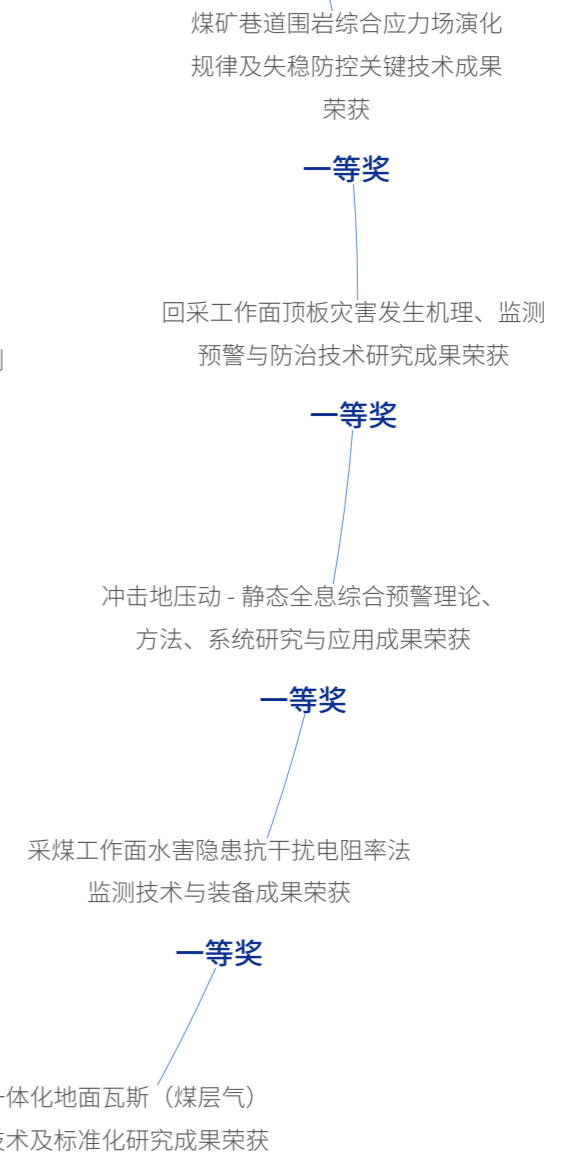 煤矿巷道围岩综合应力场演化
规律及失稳防控关键技术成果
荣获
一等奖
回采工作面顶板灾害发生机理、监测
预警与防治技术研究成果荣获
一等奖
冲击地压动 - 静态全息综合预警理论、
方法、系统研究与应用成果荣获
一等奖
采煤工作面水害隐患抗干扰电阻率法
监测技术与装备成果荣获
一等奖
体化地面瓦斯（煤层气）
术及标准化研究成果荣获